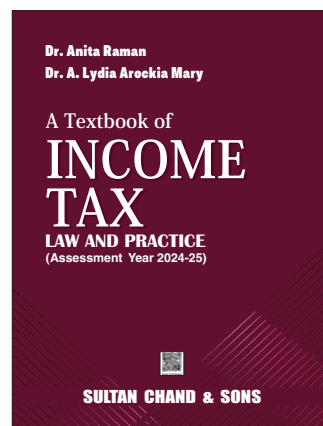 Dr. Anita Raman
Dr. A. Lydia Arockia Mary
A Textbook of
INCOME
TAX
LAW AND PRACTICE
(Assessment Year 2024-25)
SULTAN CHAND & SONS